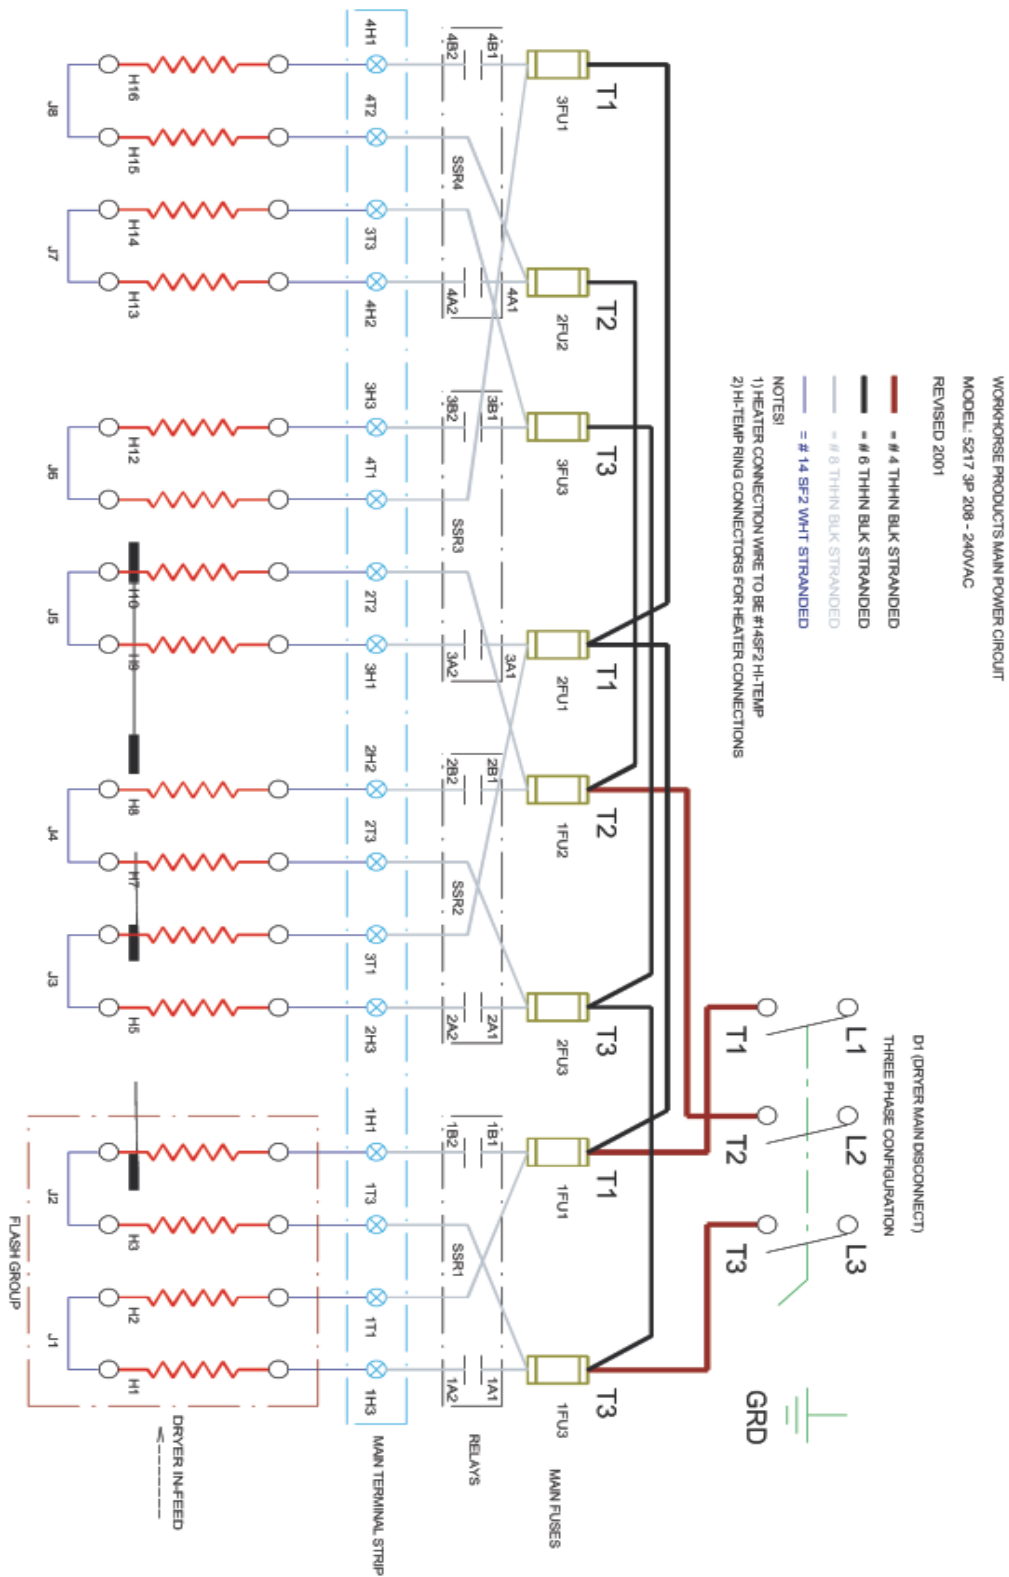 WORKHORSE PRODUCTS MAIN POWER CIRCUIT
MODEL: 5217 3P 208 - 240VAC
REVISED 2001
= # 4 THHN BLK STRANDED
= # 6 THHN BLK STRANDED
= # 8 THHN BLK STRANDED
= # 14 SF2 WHT STRANDED
NOTES!
1) HEATER CONNECTION WIRE TO BE #14SF2 HI-TEMP
2) HI-TEMP RING CONNECTORS FOR HEATER CONNECTIONS
D1 (DRYER MAIN DISCONNECT)
THREE PHASE CONFIGURATION
L1 L2 L3
T1 T2 T3
GRD
T1 T2 T3 T1 T2 T3 T1 T3
3FU1 2FU2 3FU3 2FU1 1FU2 2FU3 1FU1 1FU3
MAIN FUSES
4B1 4A1 3B1 3A1 2B1 2A1 1B1 1A1
SSR4 SSR3 SSR2 SSR1
RELAYS
4B2 4A2 3B2 3A2 2B2 2A2 1B2 1A2
4H1 4T2 3T3 4H2 3H3 4T1 2T2 3H1 2H2 2T3 3T1 2H3 1H1 1T3 1T1 1H3
MAIN TERMINAL STRIP
H16 H15 H14 H13 H12 H10 H9 H8 H7 H5 H3 H2 H1
DRYER IN-FEED
J8 J7 J6 J5 J4 J3 J2 J1
FLASH GROUP